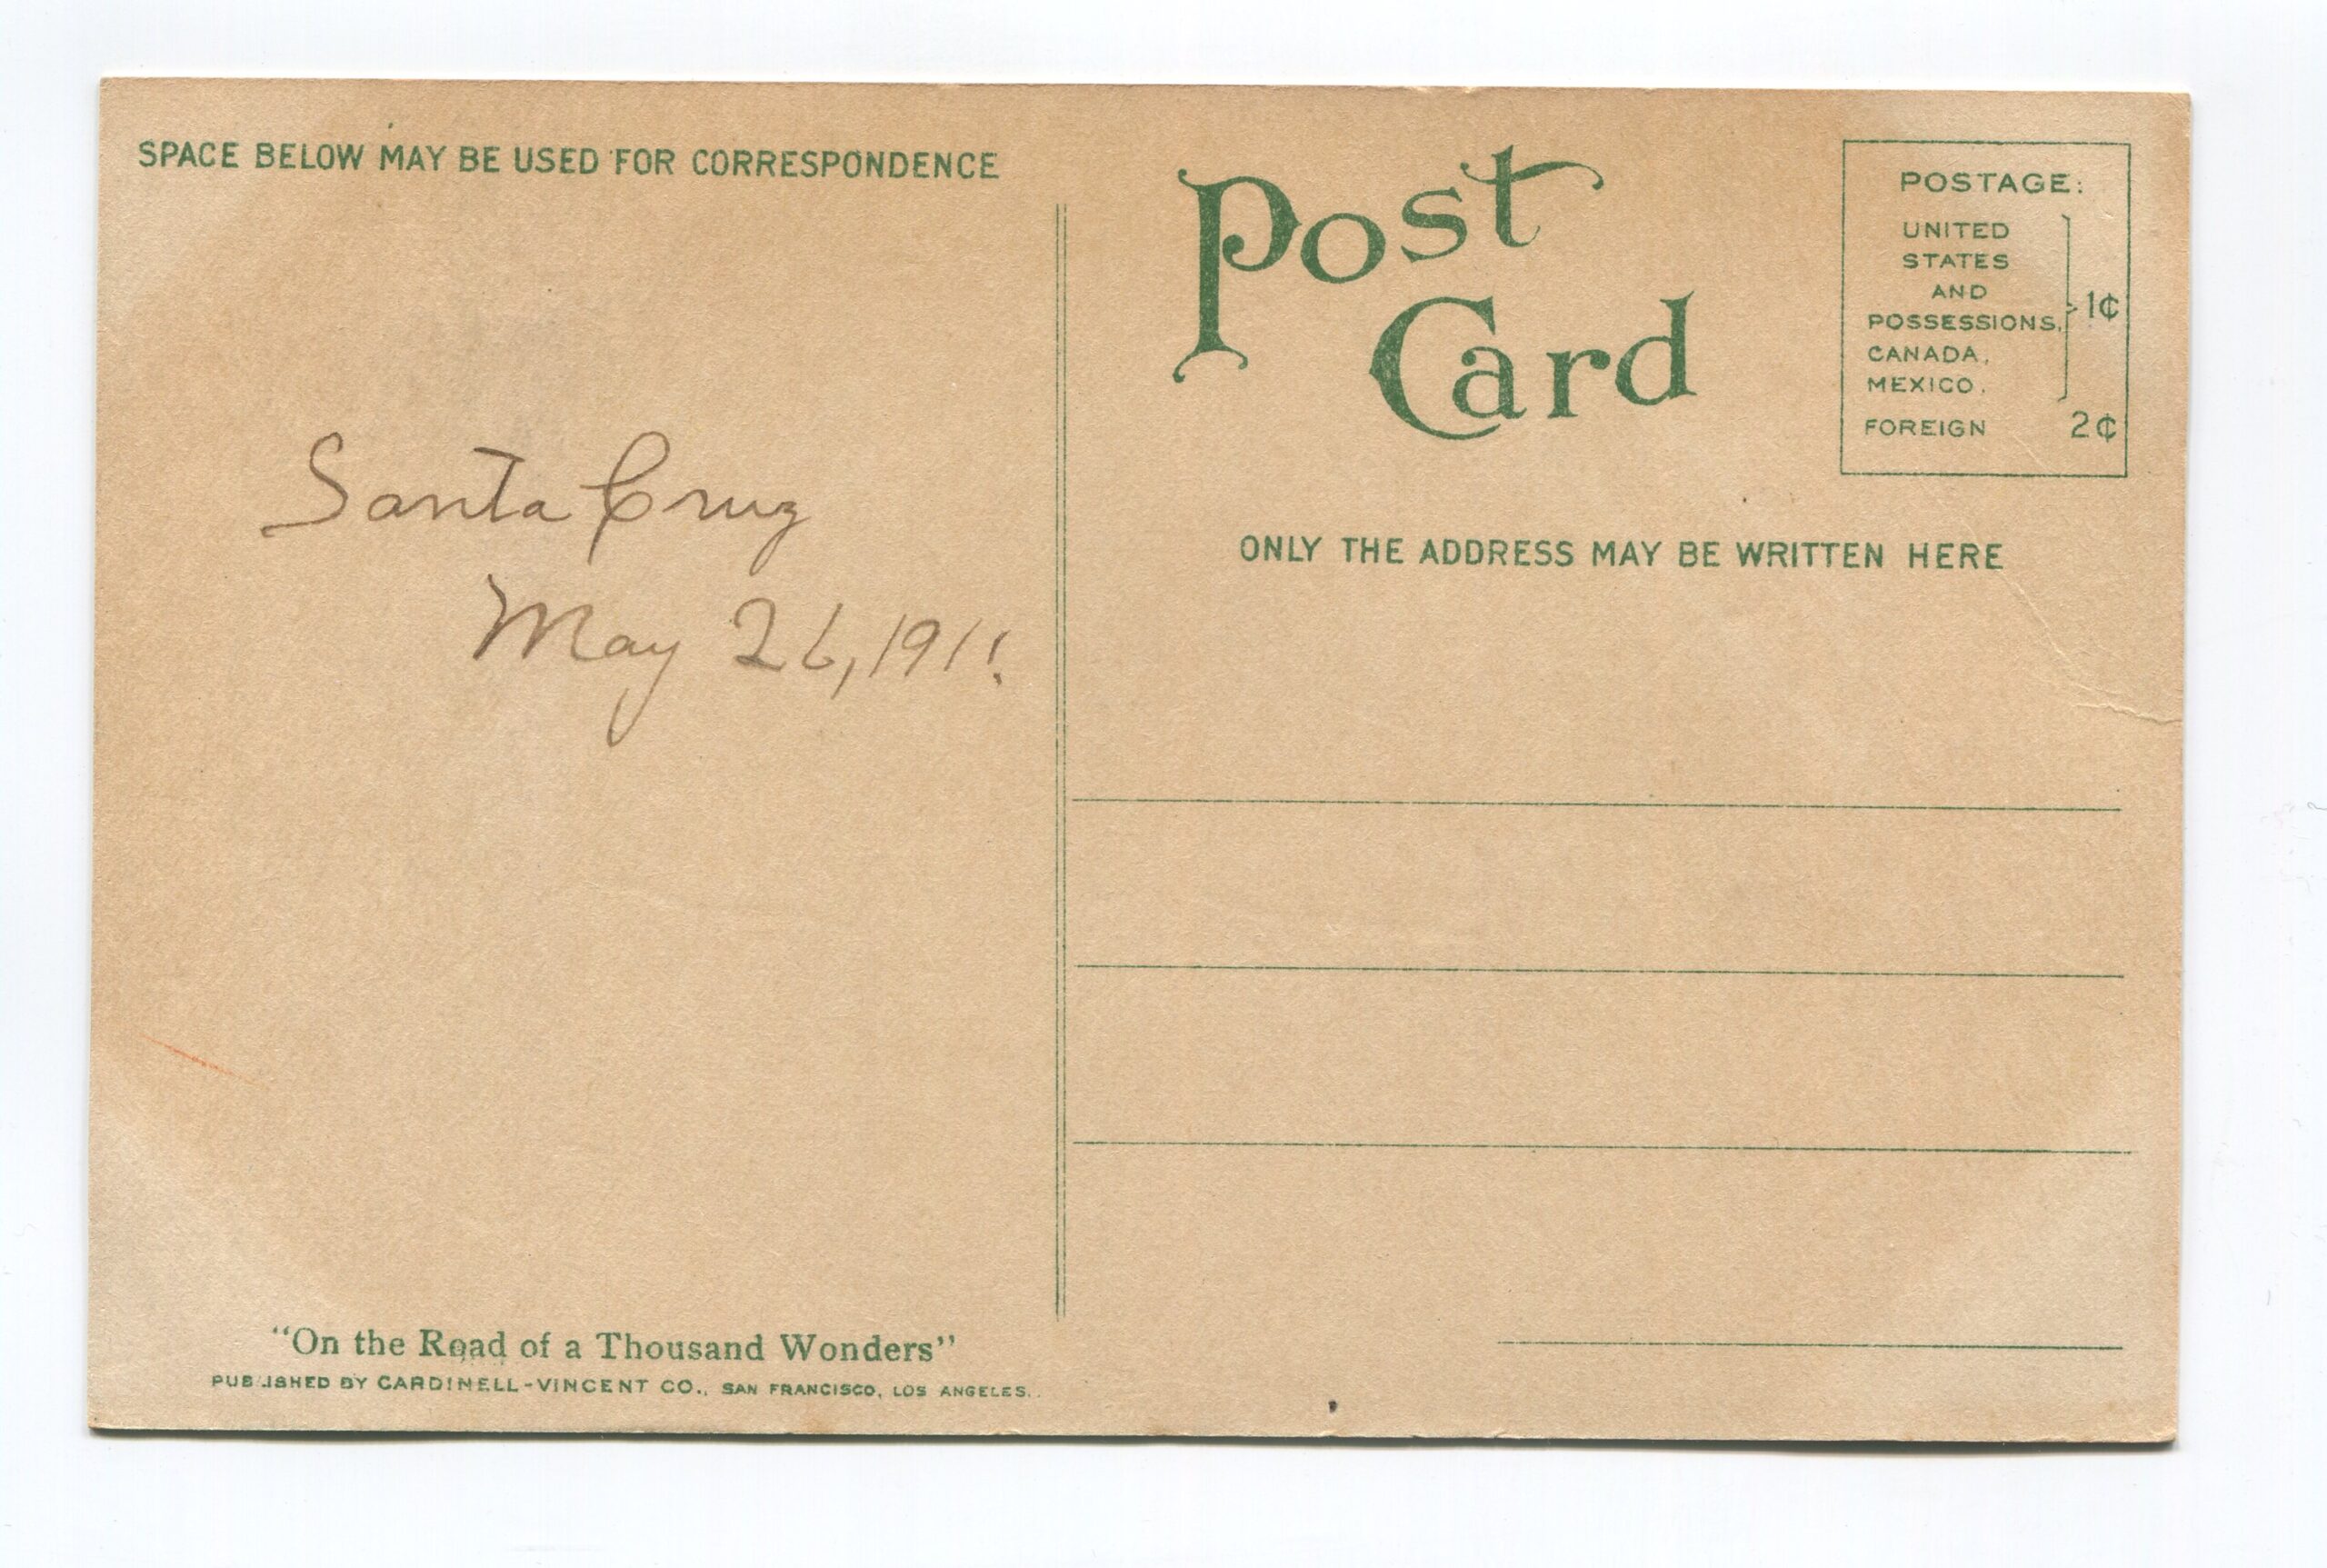 SPACE BELOW MAY BE USED FOR CORRESPONDENCE
Santa Cruz
May 26, 1911.
"On the Road of a Thousand Wonders"
PUBLISHED BY CARDINELL-VINCENT CO., SAN FRANCISCO, LOS ANGELES.
Post
Card
POSTAGE:
UNITED
STATES
AND
POSSESSIONS, 1¢
CANADA,
MEXICO.
FOREIGN 2¢
ONLY THE ADDRESS MAY BE WRITTEN HERE